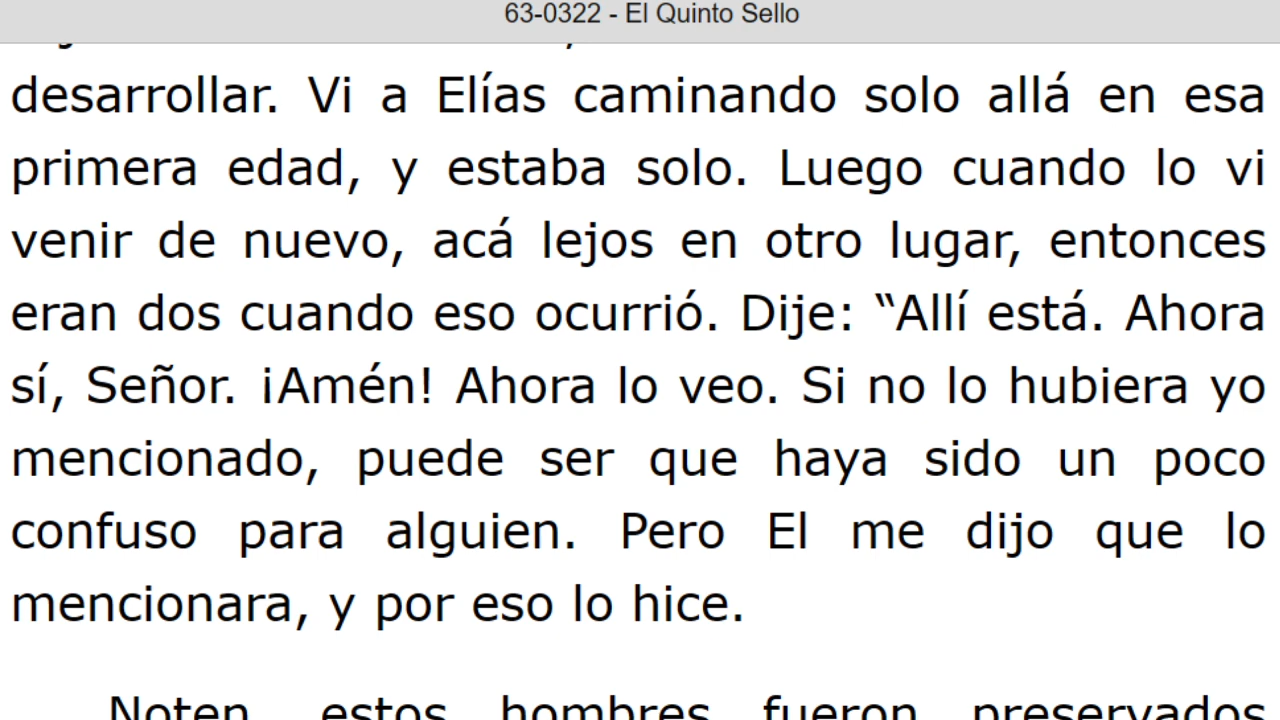 63-0322 - El Quinto Sello
desarrollar. Vi a Elías caminando solo allá en esa
primera edad, y estaba solo. Luego cuando lo vi
venir de nuevo, acá lejos en otro lugar, entonces
eran dos cuando eso ocurrió. Dije: “Allí está. Ahora
sí, Señor. ¡Amén! Ahora lo veo. Si no lo hubiera yo
mencionado, puede ser que haya sido un poco
confuso para alguien. Pero El me dijo que lo
mencionara, y por eso lo hice.
Noten, estos hombres fueron preservados